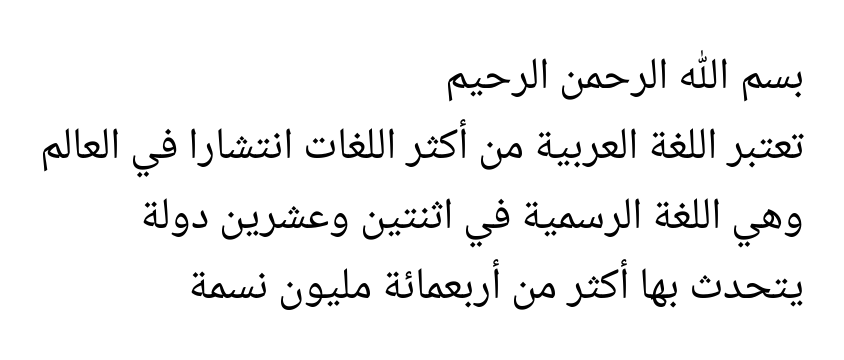 بسم الله الرحمن الرحيم
تعتبر اللغة العربية من أكثر اللغات انتشارا في العالم
وهي اللغة الرسمية في اثنتين وعشرين دولة
يتحدث بها أكثر من أربعمائة مليون نسمة